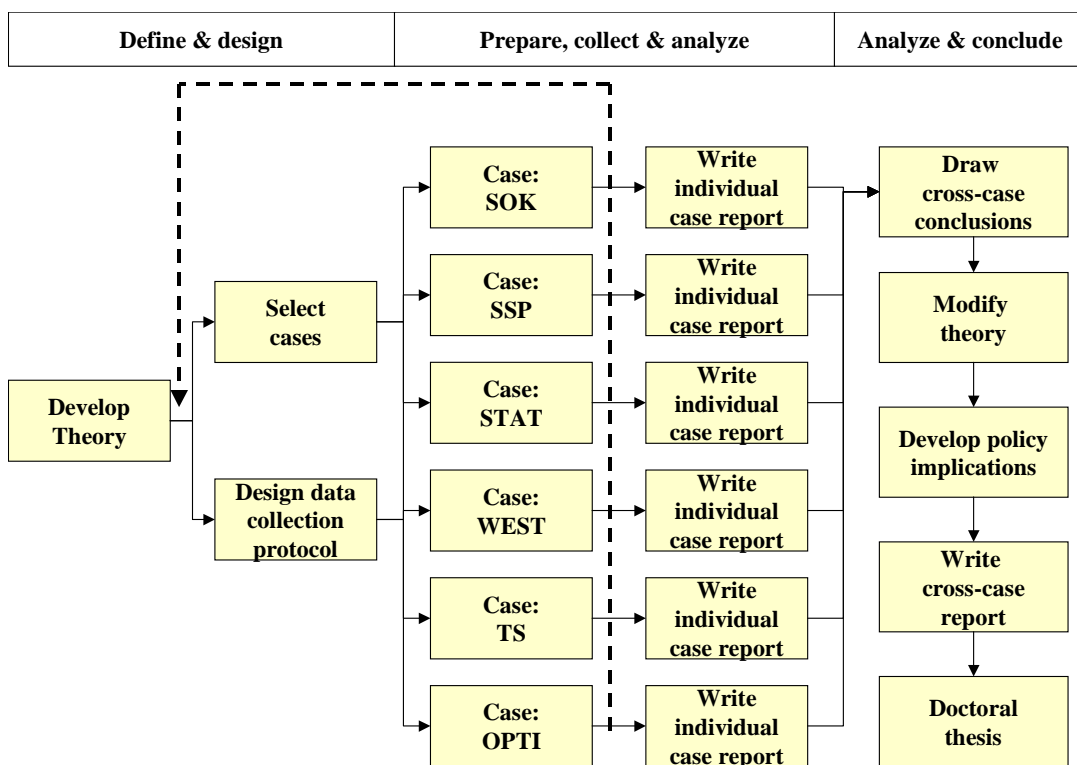 Define & design
Prepare, collect & analyze
Analyze & conclude
Develop
Theory
Select
cases
Design data
collection
protocol
Case:
SOK
Write
individual
case report
Case:
SSP
Write
individual
case report
Case:
STAT
Write
individual
case report
Case:
WEST
Write
individual
case report
Case:
TS
Write
individual
case report
Case:
OPTI
Write
individual
case report
Draw
cross-case
conclusions
Modify
theory
Develop policy
implications
Write
cross-case
report
Doctoral
thesis